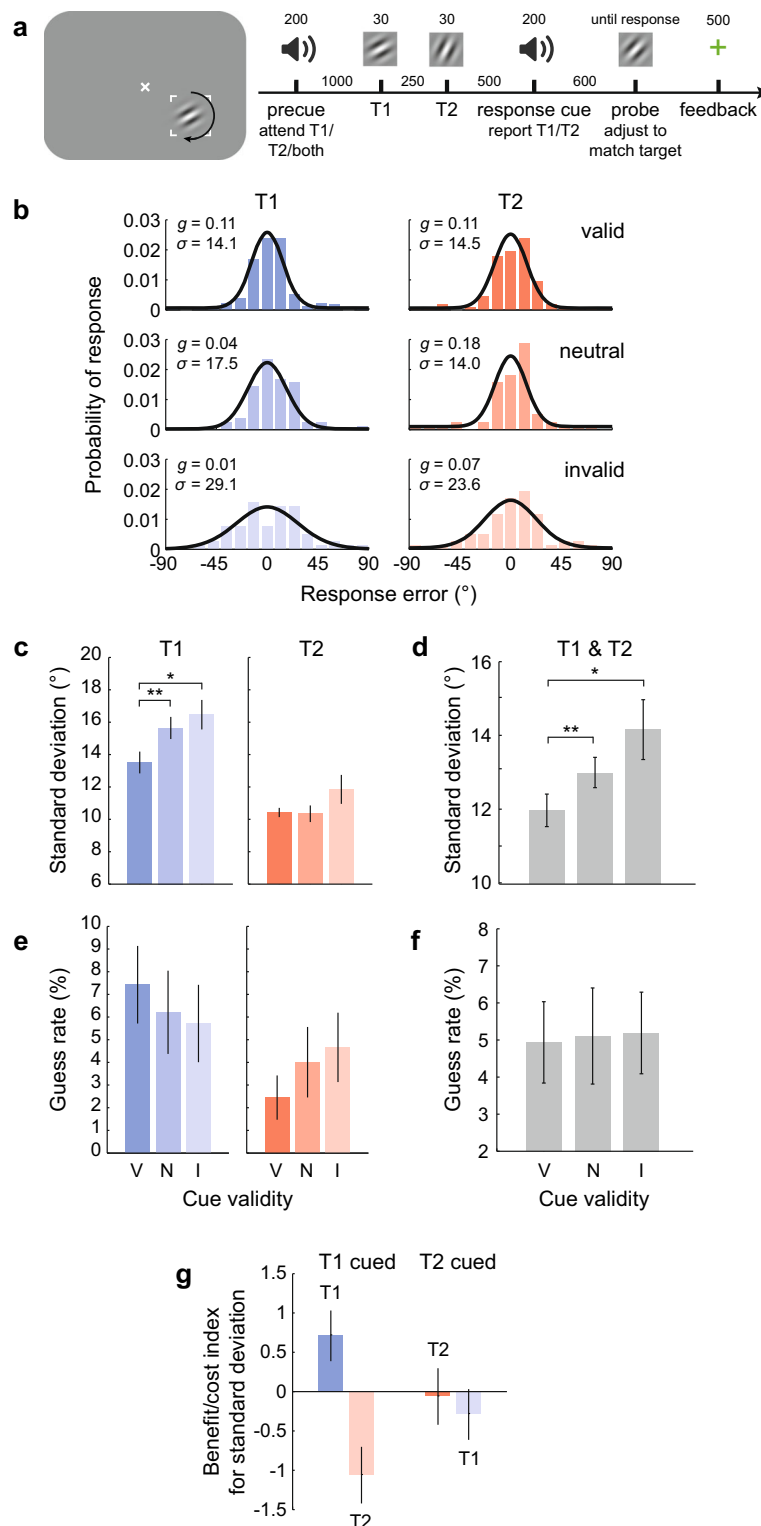 a
200 30 30 200 until response 500
1000 250 500 600
precue T1 T2 response cue probe feedback
attend T1/ report T1/T2 adjust to
T2/both match target
b
T1 T2
Probability of response
0.03
0.02
0.01
0
g = 0.11
σ = 14.1
g = 0.11
σ = 14.5
valid
0.03
0.02
0.01
0
g = 0.04
σ = 17.5
g = 0.18
σ = 14.0
neutral
0.03
0.02
0.01
0
g = 0.01
σ = 29.1
g = 0.07
σ = 23.6
invalid
-90 -45 0 45 90 -90 -45 0 45 90
Response error (°)
c
T1 T2
Standard deviation (°)
20
18
16
14
12
10
8
6
*
**
d
T1 & T2
Standard deviation (°)
16
14
12
10
*
**
e
Guess rate (%)
10
9
8
7
6
5
4
3
2
1
0
V N I V N I
Cue validity
f
Guess rate (%)
8
7
6
5
4
3
2
V N I
Cue validity
g
T1 cued T2 cued
Benefit/cost index
for standard deviation
1.5
1
0.5
0
-0.5
-1
-1.5
T1
T2
T2
T1